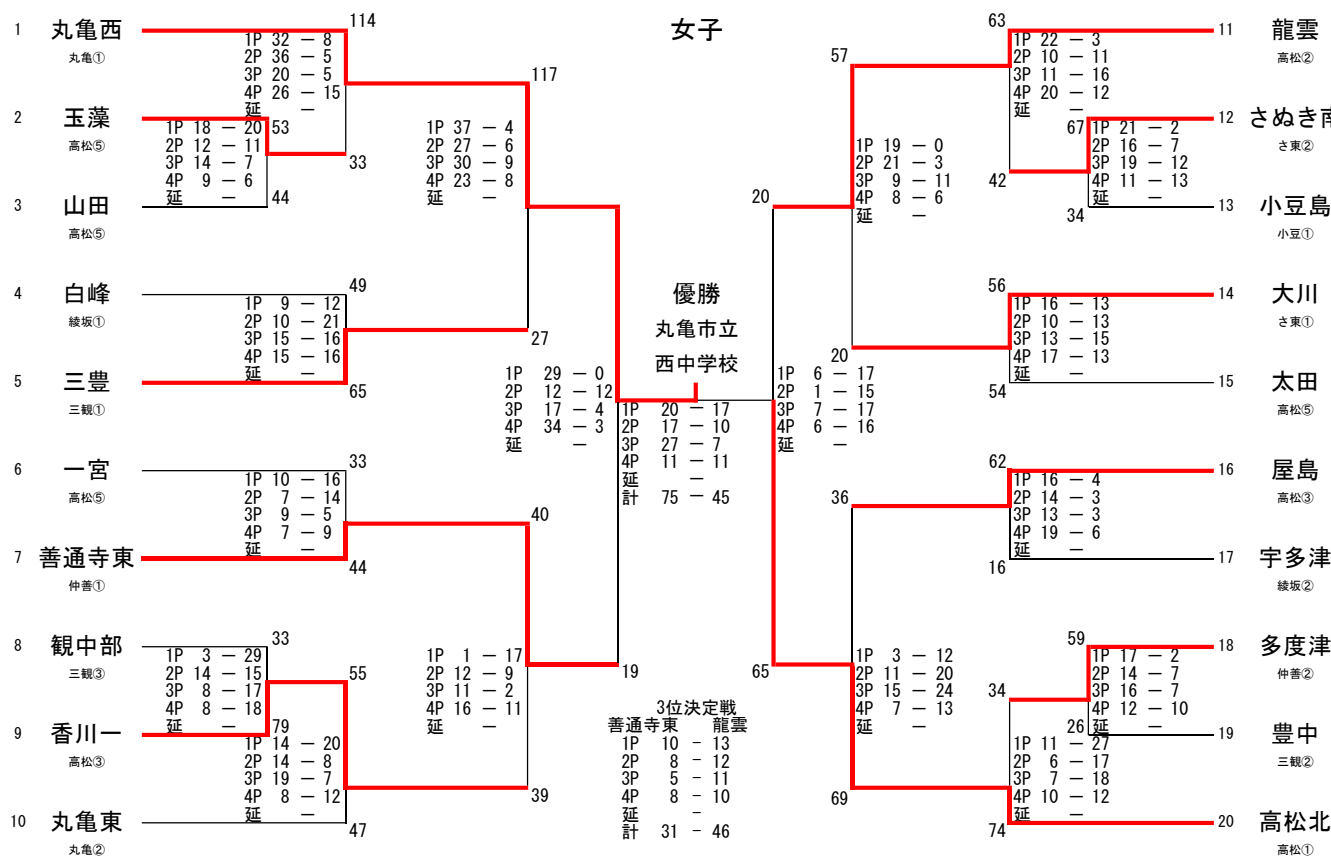 女子
1 丸亀西
丸亀①
114
1P 32 － 8
2P 36 － 5
3P 20 － 5
4P 26 － 15
延 －
2 玉藻
高松⑤
53
33
1P 18 － 20
2P 12 － 11
3P 14 － 7
4P 9 － 6
延 －
44
3 山田
高松⑤
117
1P 37 － 4
2P 27 － 6
3P 30 － 9
4P 23 － 8
延 －
27
4 白峰
綾坂①
49
1P 9 － 12
2P 10 － 21
3P 15 － 16
4P 15 － 16
延 －
65
5 三豊
三観①
6 一宮
高松⑤
33
1P 10 － 16
2P 7 － 14
3P 9 － 5
4P 7 － 9
延 －
44
7 善通寺東
仲善①
40
1P 1 － 17
2P 12 － 9
3P 11 － 2
4P 16 － 11
延 －
39
8 観中部
三観③
33
1P 3 － 29
2P 14 － 15
3P 8 － 17
4P 8 － 18
延 －
79
9 香川一
高松③
55
1P 14 － 20
2P 14 － 8
3P 19 － 7
4P 8 － 12
延 －
47
10 丸亀東
丸亀②
1P 29 － 0
2P 12 － 12
3P 17 － 4
4P 34 － 3
延 －
19
優勝
丸亀市立
西中学校
1P 20 － 17
2P 17 － 10
3P 27 － 7
4P 11 － 11
延 －
計 75 － 45
3位決定戦
善通寺東 龍雲
1P 10 - 13
2P 8 - 12
3P 5 - 11
4P 8 - 10
延 -
計 31 - 46
20
1P 6 － 17
2P 1 － 15
3P 7 － 17
4P 6 － 16
延 －
65
57
1P 19 － 0
2P 21 － 3
3P 9 － 11
4P 8 － 6
延 －
20
63
1P 22 － 3
2P 10 － 11
3P 11 － 16
4P 20 － 12
延 －
42
11 龍雲
高松②
67
1P 21 － 2
2P 16 － 7
3P 19 － 12
4P 11 － 13
延 －
34
12 さぬき南
さ東②
13 小豆島
小豆①
56
1P 16 － 13
2P 10 － 13
3P 13 － 15
4P 17 － 13
延 －
54
14 大川
さ東①
15 太田
高松⑤
36
1P 3 － 12
2P 11 － 20
3P 15 － 24
4P 7 － 13
延 －
69
62
1P 16 － 4
2P 14 － 3
3P 13 － 3
4P 19 － 6
延 －
16
16 屋島
高松③
17 宇多津
綾坂②
59
1P 17 － 2
2P 14 － 7
3P 16 － 7
4P 12 － 10
延 －
26
18 多度津
仲善②
19 豊中
三観②
34
1P 11 － 27
2P 6 － 17
3P 7 － 18
4P 10 － 12
延 －
74
20 高松北
高松①